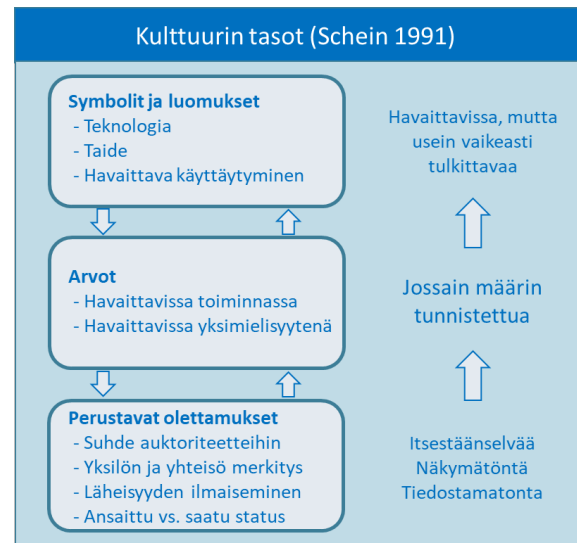 Kulttuurin tasot (Schein 1991)
Symbolit ja luomukset
- Teknologia
- Taide
- Havaittava käyttäytyminen
Havaittavissa, mutta
usein vaikeasti
tulkittavaa
Arvot
- Havaittavissa toiminnassa
- Havaittavissa yksimielisyytenä
Jossain määrin
tunnistettua
Perustavat olettamukset
- Suhde auktoriteetteihin
- Yksilön ja yhteisö merkitys
- Läheisyyden ilmaiseminen
- Ansaittu vs. saatu status
Itsestäänselvää
Näkymätöntä
Tiedostamatonta